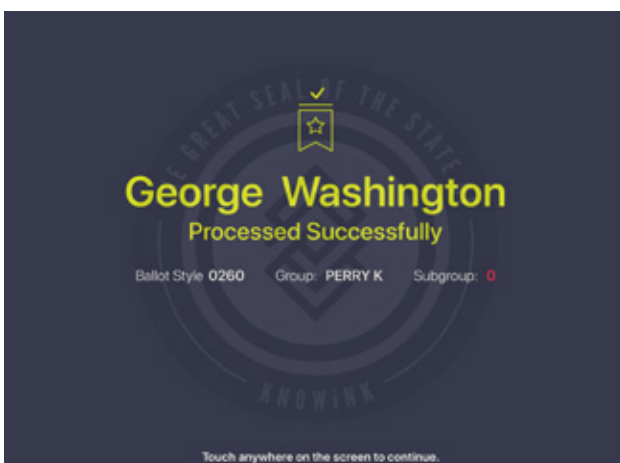 THE GREAT SEAL OF THE STATE
George Washington
Processed Successfully
Ballot Style 0260 Group: PERRY K Subgroup: 0
KNOWiNK
Touch anywhere on the screen to continue.